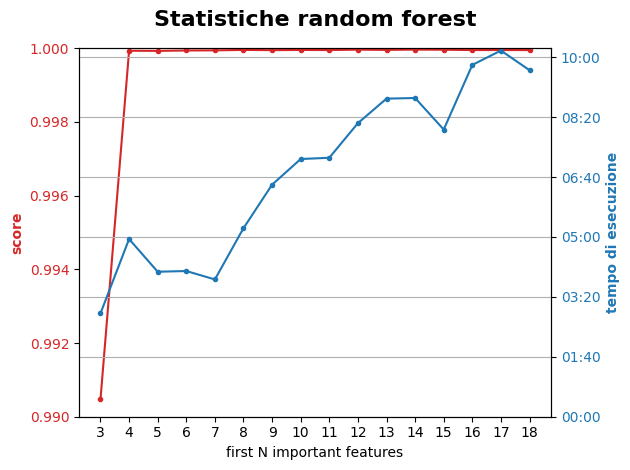 Statistiche random forest
1.000
0.998
0.996
0.994
0.992
0.990
score
10:00
08:20
06:40
05:00
03:20
01:40
00:00
tempo di esecuzione
3 4 5 6 7 8 9 10 11 12 13 14 15 16 17 18
first N important features